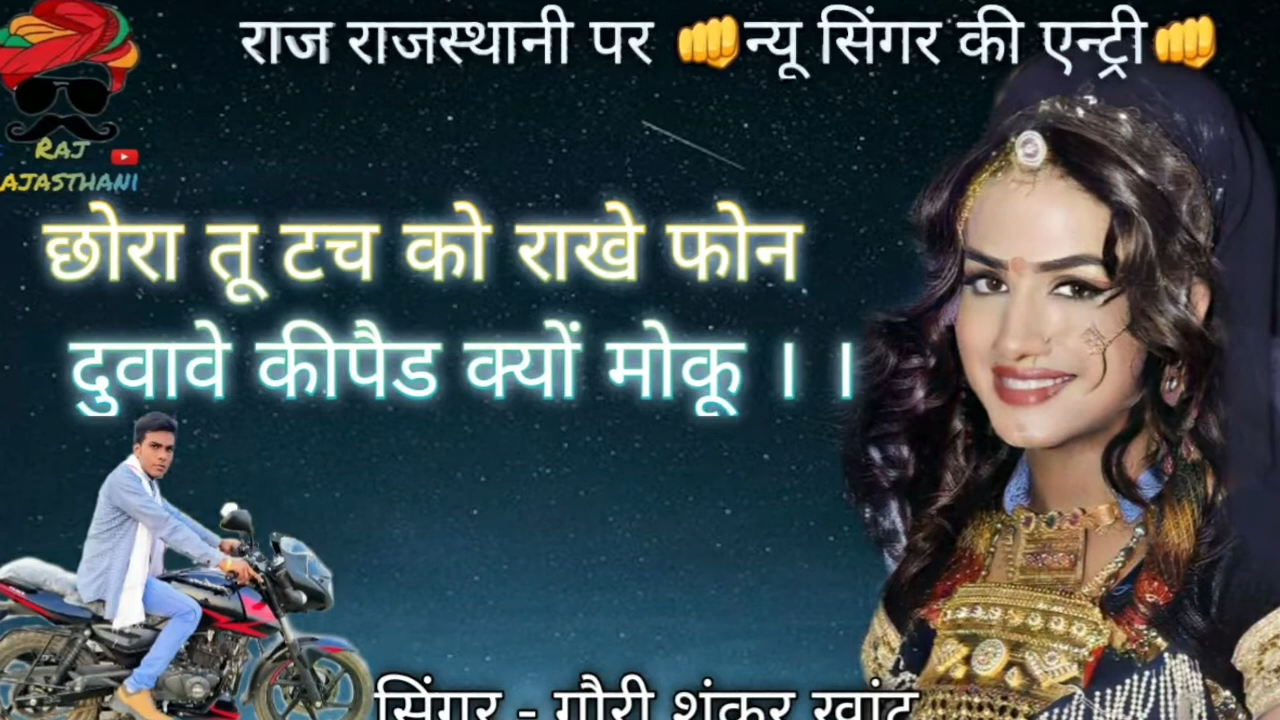 राज राजस्थानी पर 👊न्यू सिंगर की एन्ट्री👊
RAJ
AJASTHANI
छोरा तू टच को राखे फोन
दुवावे कीपैड क्यों मोकू । ।
सिंगर - गौरी शंकर खांट